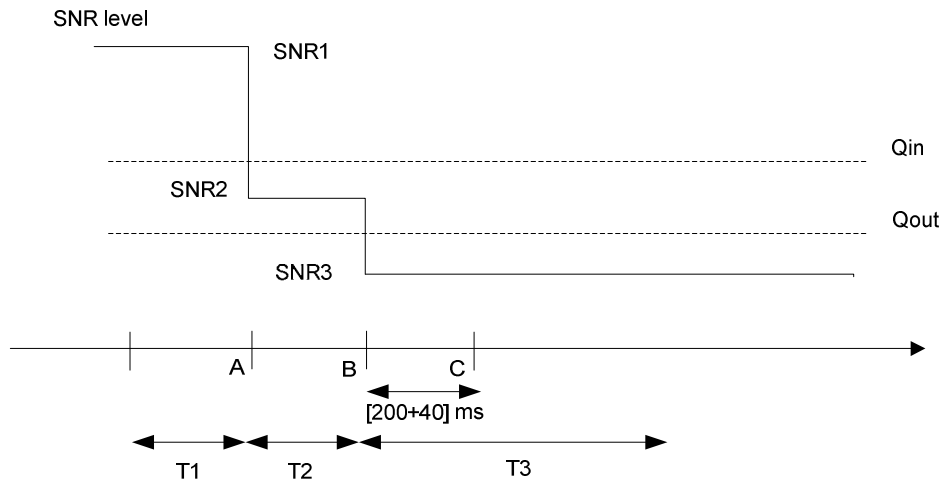 SNR level
SNR1
Qin
SNR2
Qout
SNR3
A
B
C
[200+40] ms
T1
T2
T3